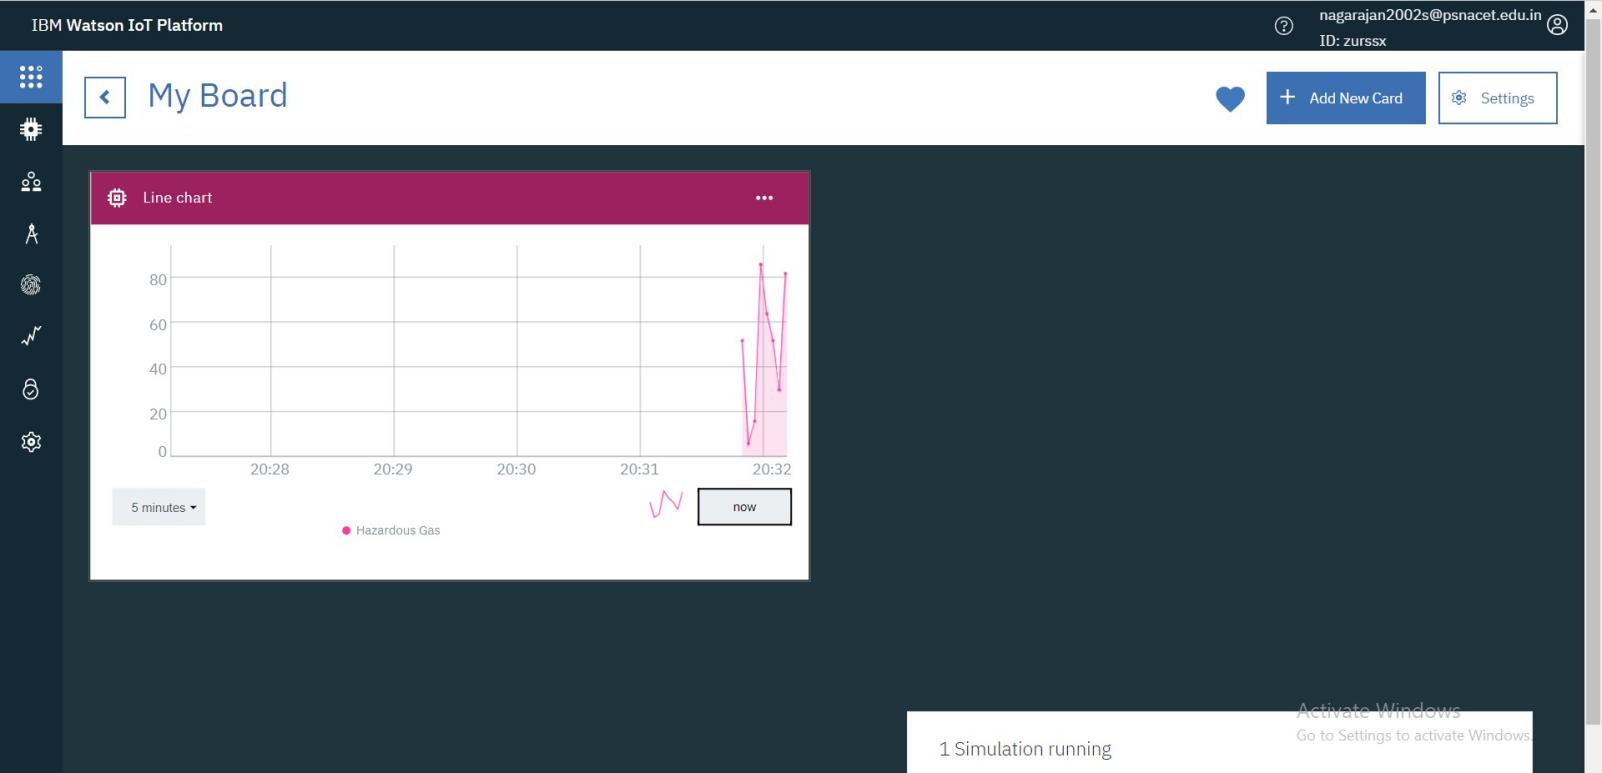 IBM Watson IoT Platform
nagarajan2002s@psnacet.edu.in
ID: zurssx
My Board
Add New Card
Settings
Line chart
80
60
40
20
0
20:28
20:29
20:30
20:31
20:32
5 minutes
now
Hazardous Gas
Activate Windows
Go to Settings to activate Windows.
1 Simulation running